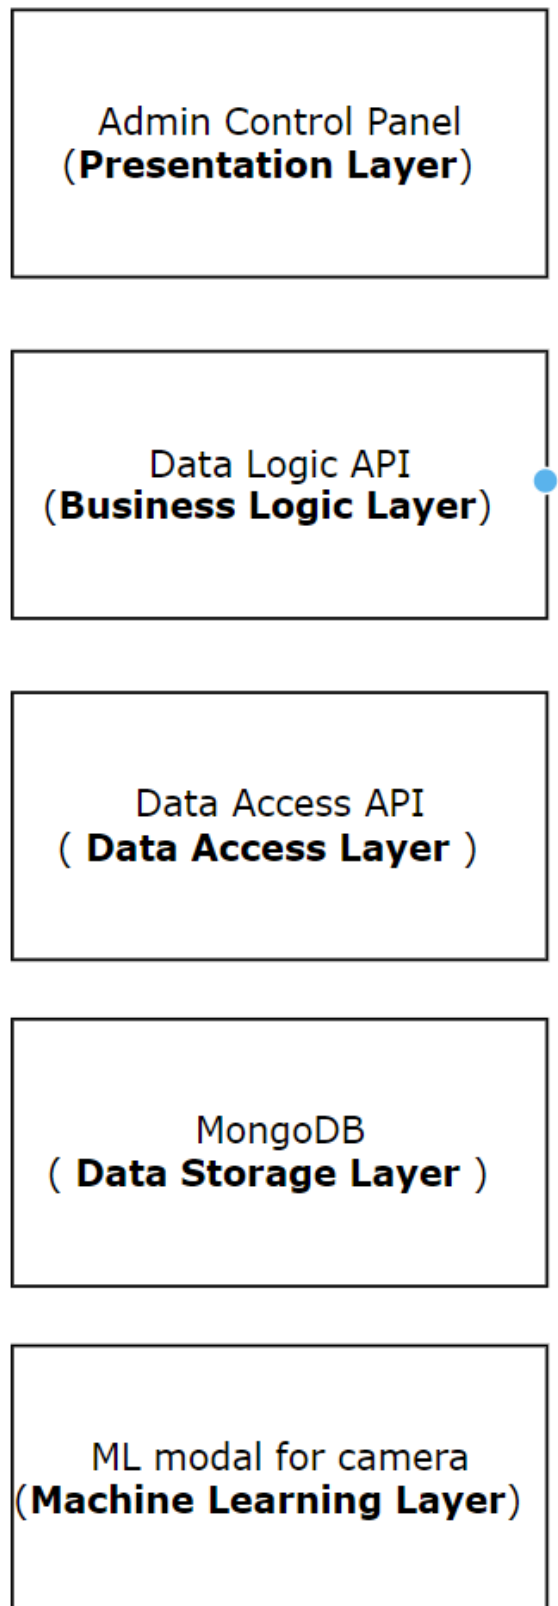 Admin Control Panel
(Presentation Layer)
Data Logic API
(Business Logic Layer)
Data Access API
( Data Access Layer )
MongoDB
( Data Storage Layer )
ML modal for camera
(Machine Learning Layer)